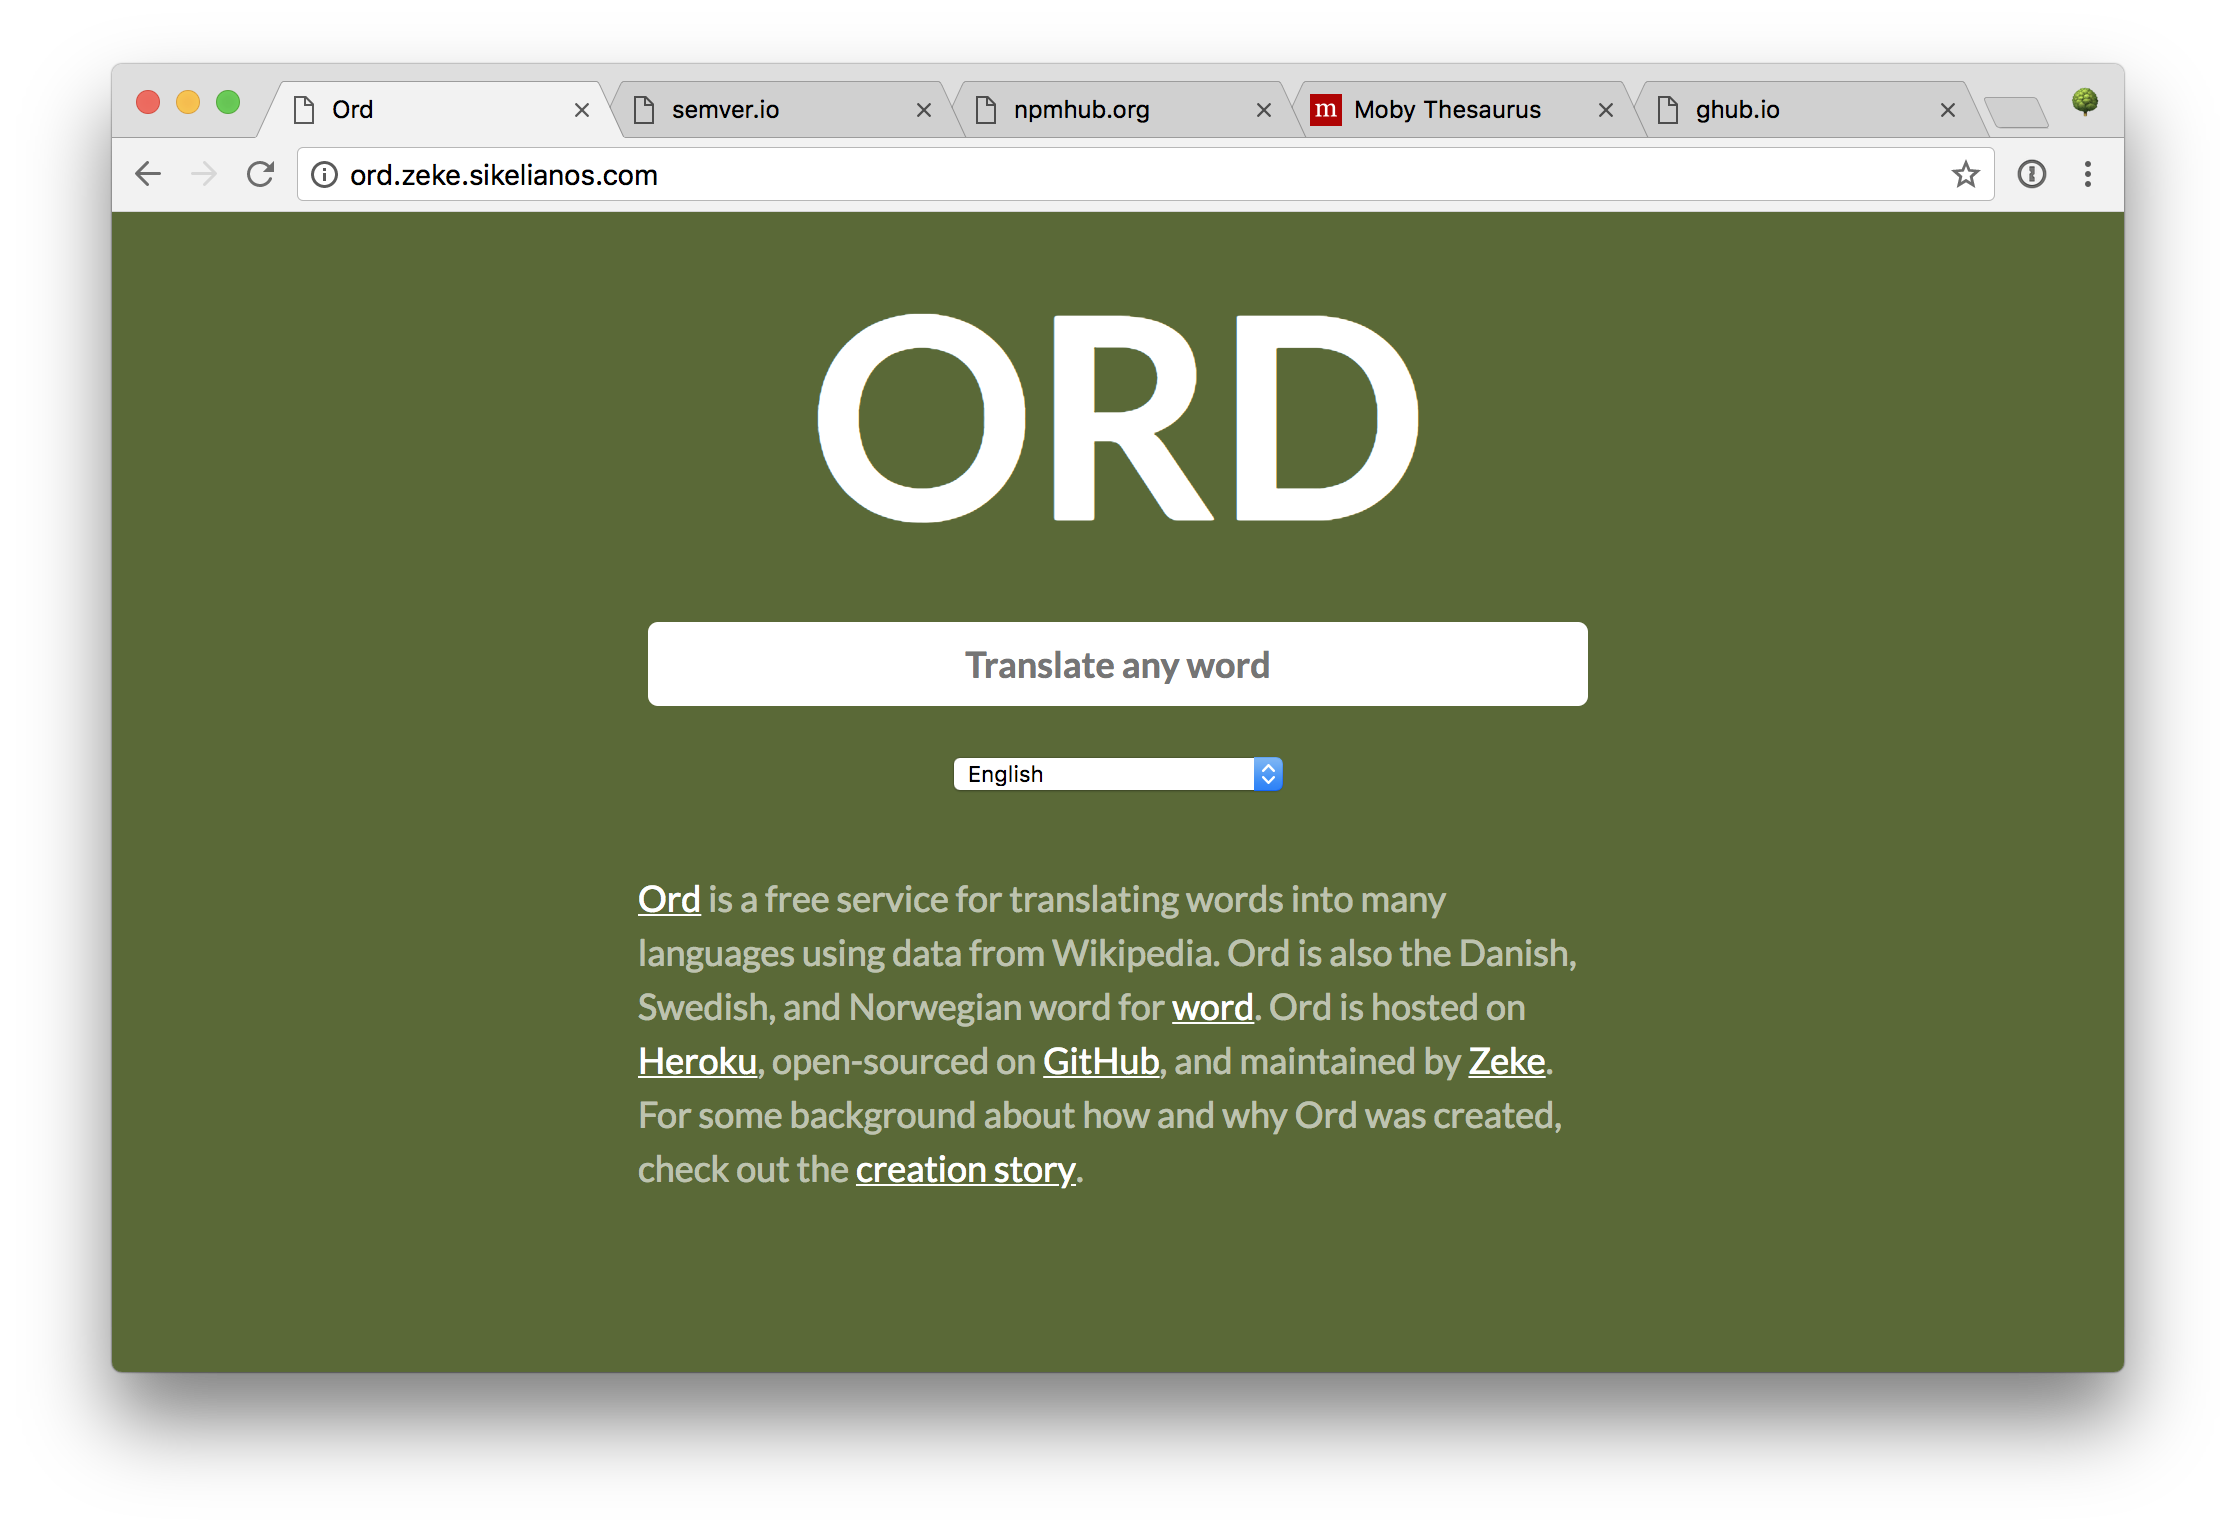 Ord
semver.io
npmhub.org
m Moby Thesaurus
ghub.io
ord.zeke.sikelianos.com
ORD
Translate any word
English
Ord is a free service for translating words into many
languages using data from Wikipedia. Ord is also the Danish,
Swedish, and Norwegian word for word. Ord is hosted on
Heroku, open-sourced on GitHub, and maintained by Zeke.
For some background about how and why Ord was created,
check out the creation story.